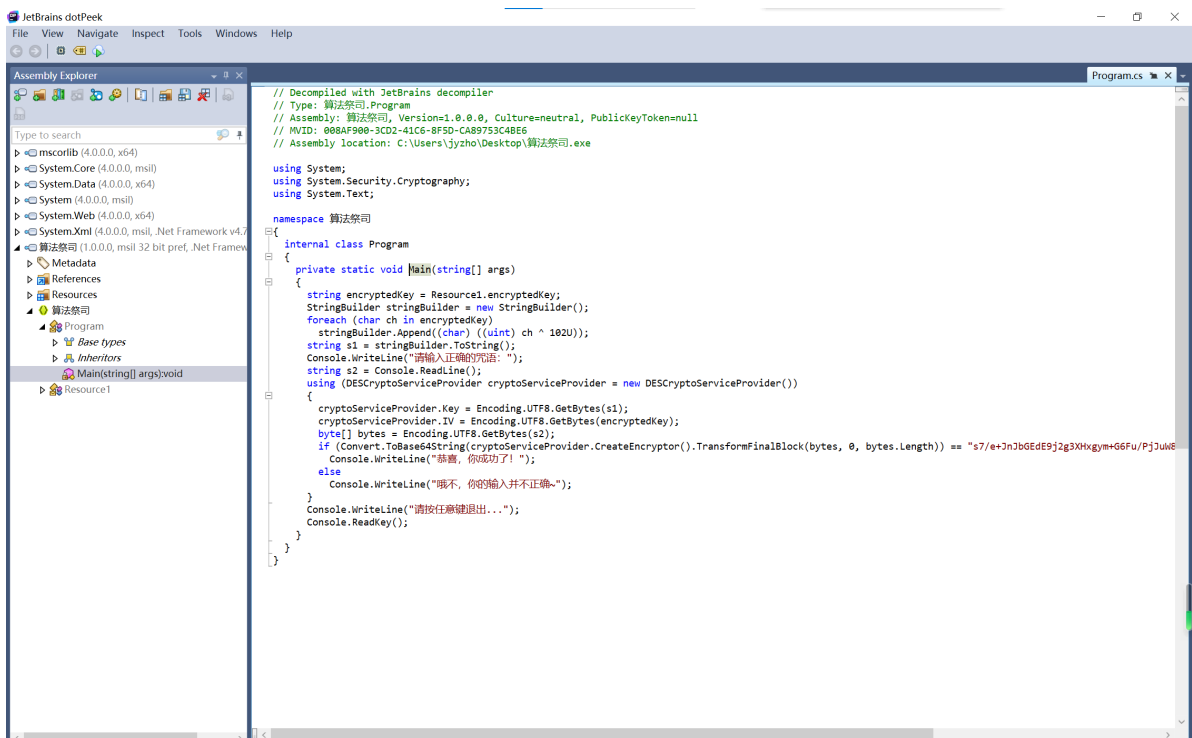 JetBrains dotPeek
File View Navigate Inspect Tools Windows Help
Assembly Explorer
Program.cs
Type to search
mscorlib (4.0.0.0, x64)
System.Core (4.0.0.0, msil)
System.Data (4.0.0.0, x64)
System (4.0.0.0, msil)
System.Web (4.0.0.0, x64)
System.Xml (4.0.0.0, msil, .Net Framework v4.7
算法祭司 (1.0.0.0, msil 32 bit pref, .Net Framew
Metadata
References
Resources
算法祭司
Program
Base types
Inheritors
Main(string[] args):void
Resource1
// Decompiled with JetBrains decompiler
// Type: 算法祭司.Program
// Assembly: 算法祭司, Version=1.0.0.0, Culture=neutral, PublicKeyToken=null
// MVID: 008AF900-3CD2-41C6-8F5D-CA89753C4BE6
// Assembly location: C:\Users\jyzho\Desktop\算法祭司.exe
using System;
using System.Security.Cryptography;
using System.Text;
namespace 算法祭司
{
internal class Program
{
private static void Main(string[] args)
{
string encryptedKey = Resource1.encryptedKey;
StringBuilder stringBuilder = new StringBuilder();
foreach (char ch in encryptedKey)
stringBuilder.Append((char) ((uint) ch ^ 102U));
string s1 = stringBuilder.ToString();
Console.WriteLine("请输入正确的咒语：");
string s2 = Console.ReadLine();
using (DESCryptoServiceProvider cryptoServiceProvider = new DESCryptoServiceProvider())
{
cryptoServiceProvider.Key = Encoding.UTF8.GetBytes(s1);
cryptoServiceProvider.IV = Encoding.UTF8.GetBytes(encryptedKey);
byte[] bytes = Encoding.UTF8.GetBytes(s2);
if (Convert.ToBase64String(cryptoServiceProvider.CreateEncryptor().TransformFinalBlock(bytes, 0, bytes.Length)) == "s7/e+JnJbGEdE9j2g3XHxgym+G6Fu/PjJuW8
Console.WriteLine("恭喜，你成功了！");
else
Console.WriteLine("哦不，你的输入并不正确~");
}
Console.WriteLine("请按任意键退出...");
Console.ReadKey();
}
}
}